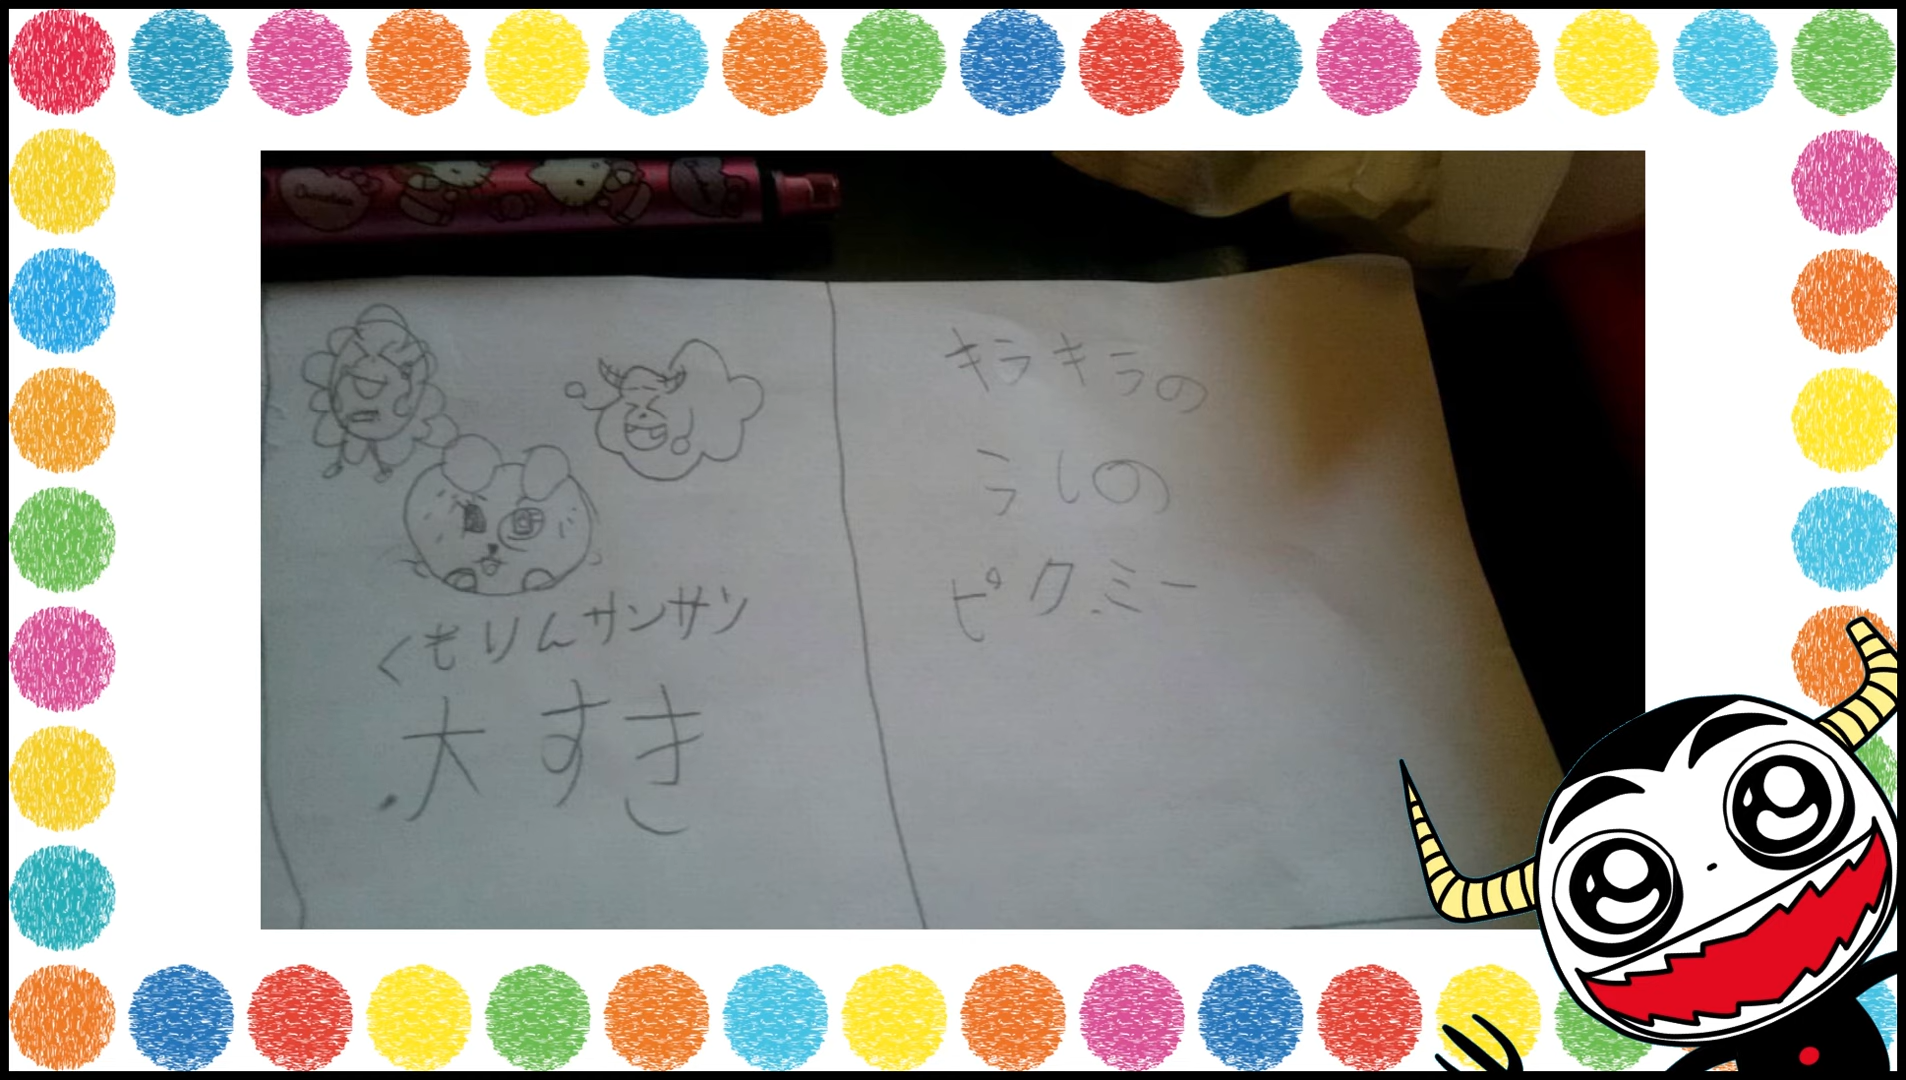 くもりんサンサン
大すき
キラキラの
うしの
ピクミー